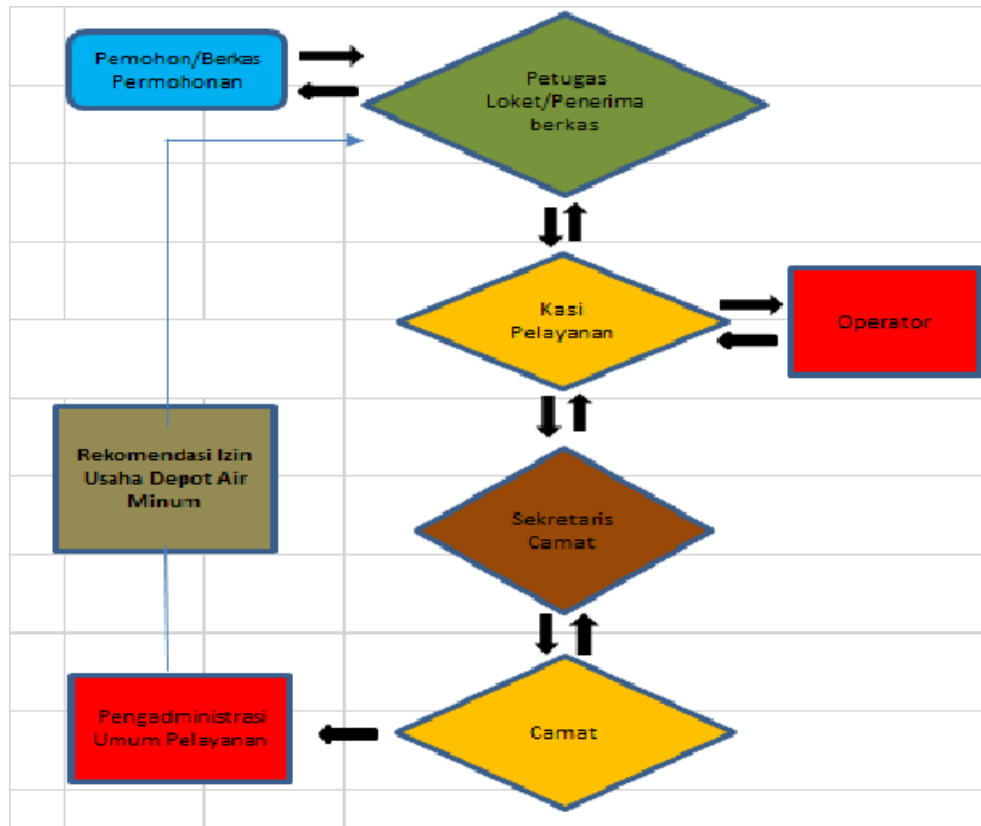 Pemohon/Berkas
Permohonan
Petugas
Loket/Penerima
berkas
Kasi
Pelayanan
Operator
Rekomendasi Izin
Usaha Depot Air
Minum
Sekretaris
Camat
Pengadministrasi
Umum Pelayanan
Camat